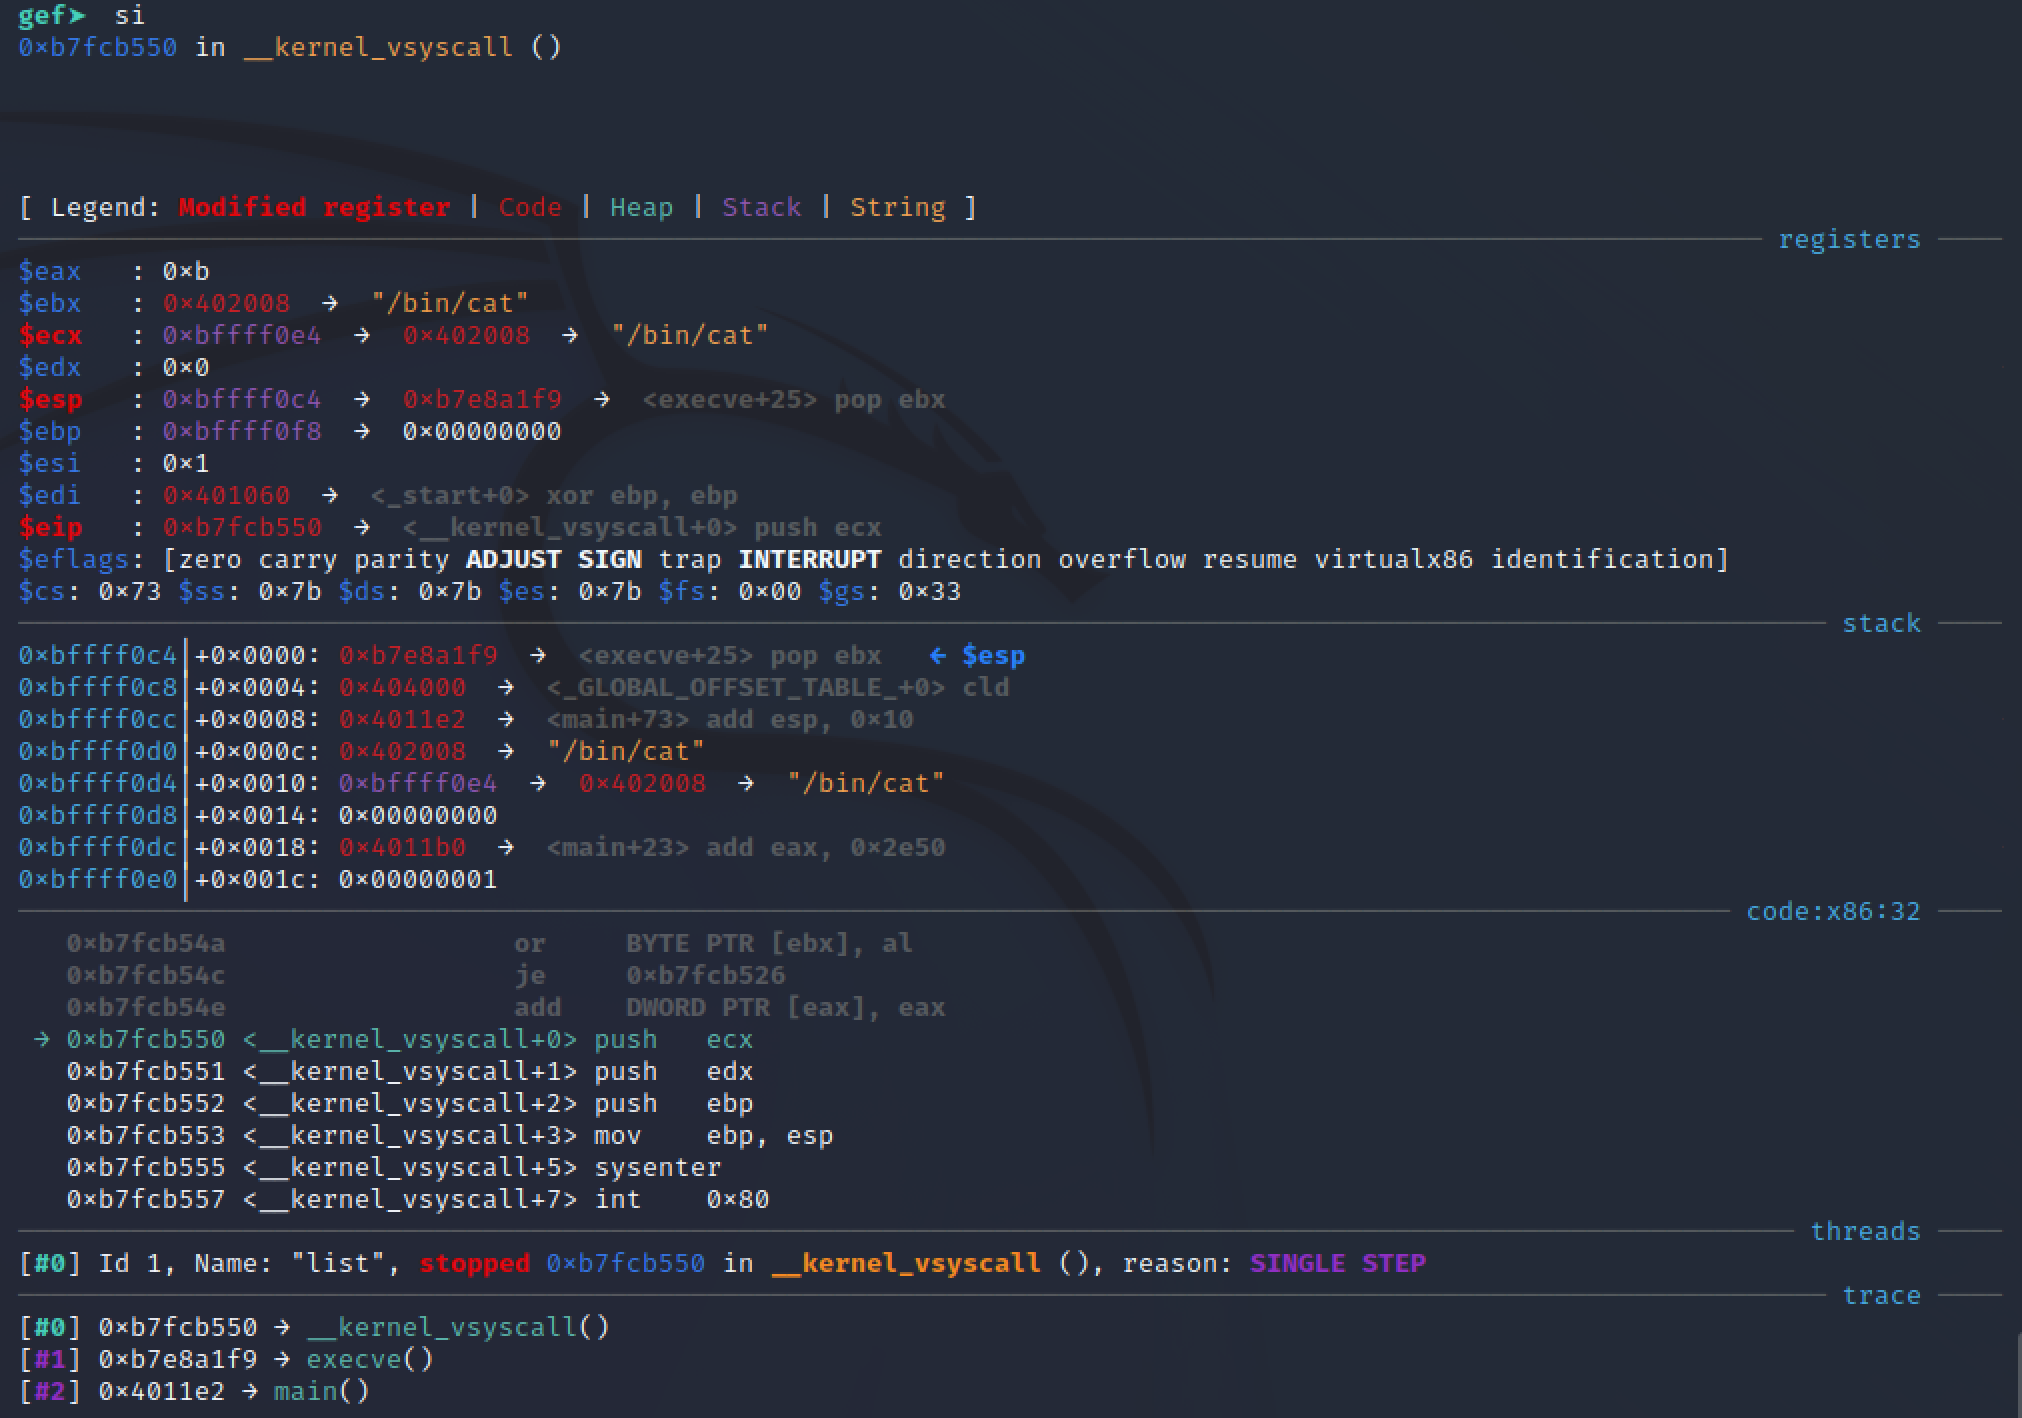 gef➤  si
0×b7fcb550 in __kernel_vsyscall ()
[ Legend: Modified register | Code | Heap | Stack | String ]
registers
$eax   : 0×b
$ebx   : 0×402008  →  "/bin/cat"
$ecx   : 0×bffff0e4  →  0×402008  →  "/bin/cat"
$edx   : 0×0
$esp   : 0×bffff0c4  →  0×b7e8a1f9  →  <execve+25> pop ebx
$ebp   : 0×bffff0f8  →  0×00000000
$esi   : 0×1
$edi   : 0×401060  →  <_start+0> xor ebp, ebp
$eip   : 0×b7fcb550  →  <__kernel_vsyscall+0> push ecx
$eflags: [zero carry parity ADJUST SIGN trap INTERRUPT direction overflow resume virtualx86 identification]
$cs: 0×73 $ss: 0×7b $ds: 0×7b $es: 0×7b $fs: 0×00 $gs: 0×33
stack
0×bffff0c4│+0×0000: 0×b7e8a1f9  →  <execve+25> pop ebx   ← $esp
0×bffff0c8│+0×0004: 0×404000  →  <_GLOBAL_OFFSET_TABLE_+0> cld
0×bffff0cc│+0×0008: 0×4011e2  →  <main+73> add esp, 0×10
0×bffff0d0│+0×000c: 0×402008  →  "/bin/cat"
0×bffff0d4│+0×0010: 0×bffff0e4  →  0×402008  →  "/bin/cat"
0×bffff0d8│+0×0014: 0×00000000
0×bffff0dc│+0×0018: 0×4011b0  →  <main+23> add eax, 0×2e50
0×bffff0e0│+0×001c: 0×00000001
code:x86:32
0×b7fcb54a                  or     BYTE PTR [ebx], al
0×b7fcb54c                  je     0×b7fcb526
0×b7fcb54e                  add    DWORD PTR [eax], eax
→ 0×b7fcb550 <__kernel_vsyscall+0> push   ecx
0×b7fcb551 <__kernel_vsyscall+1> push   edx
0×b7fcb552 <__kernel_vsyscall+2> push   ebp
0×b7fcb553 <__kernel_vsyscall+3> mov    ebp, esp
0×b7fcb555 <__kernel_vsyscall+5> sysenter
0×b7fcb557 <__kernel_vsyscall+7> int    0×80
threads
[#0] Id 1, Name: "list", stopped 0×b7fcb550 in __kernel_vsyscall (), reason: SINGLE STEP
trace
[#0] 0×b7fcb550 → __kernel_vsyscall()
[#1] 0×b7e8a1f9 → execve()
[#2] 0×4011e2 → main()